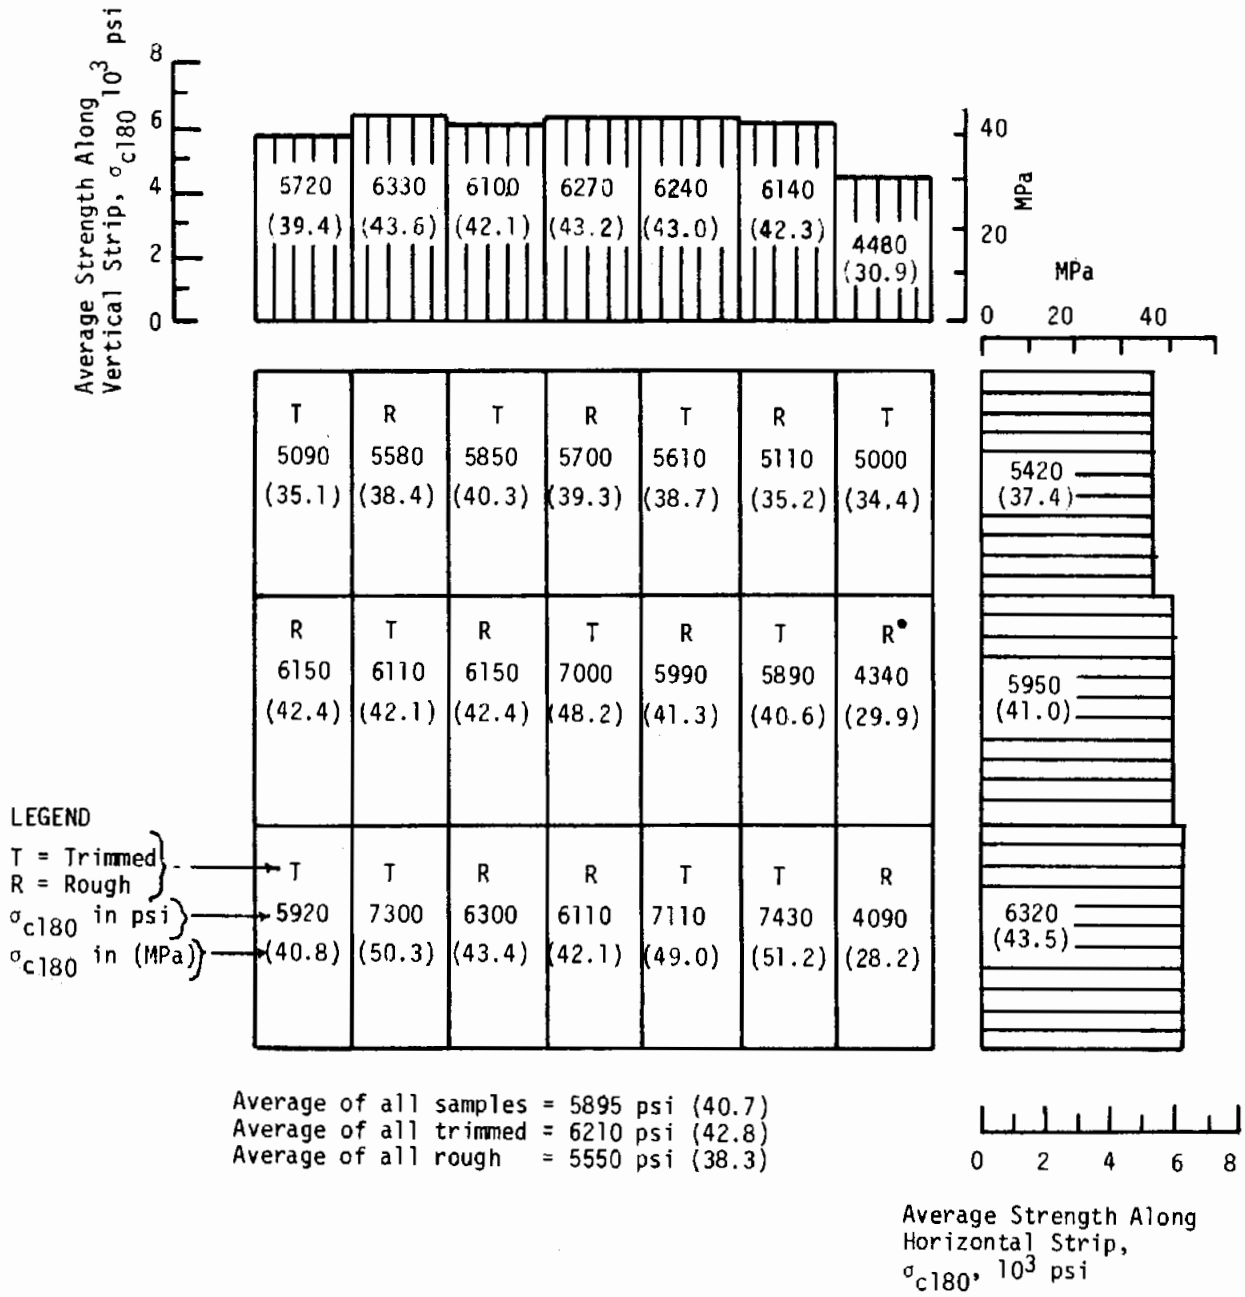 Average Strength Along
Vertical Strip, σc180 10³ psi
8
6
4
2
0
5720 6330 6100 6270 6240 6140 4480
(39.4) (43.6) (42.1) (43.2) (43.0) (42.3) (30.9)
40
20
0
MPa
MPa
20 40
T R T R T R T
5090 5580 5850 5700 5610 5110 5000
(35.1) (38.4) (40.3) (39.3) (38.7) (35.2) (34.4)
5420
(37.4)
R T R T R T R•
6150 6110 6150 7000 5990 5890 4340
(42.4) (42.1) (42.4) (48.2) (41.3) (40.6) (29.9)
5950
(41.0)
LEGEND
T = Trimmed
R = Rough
σc180 in psi
σc180 in (MPa)
T T R R T T R
5920 7300 6300 6110 7110 7430 4090
(40.8) (50.3) (43.4) (42.1) (49.0) (51.2) (28.2)
6320
(43.5)
Average of all samples = 5895 psi (40.7)
Average of all trimmed = 6210 psi (42.8)
Average of all rough = 5550 psi (38.3)
0 2 4 6 8
Average Strength Along
Horizontal Strip,
σc180, 10³ psi